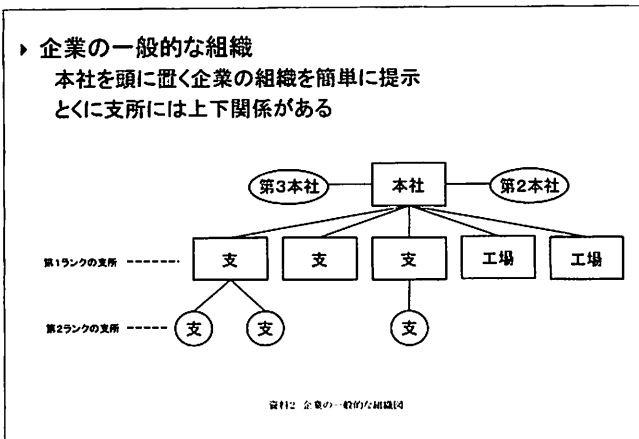 ▶ 企業の一般的な組織
本社を頭に置く企業の組織を簡単に提示
とくに支所には上下関係がある
第3本社 本社 第2本社
第1ランクの支所 支 支 支 工場 工場
第2ランクの支所 支 支 支
資料2 企業の一般的な組織図